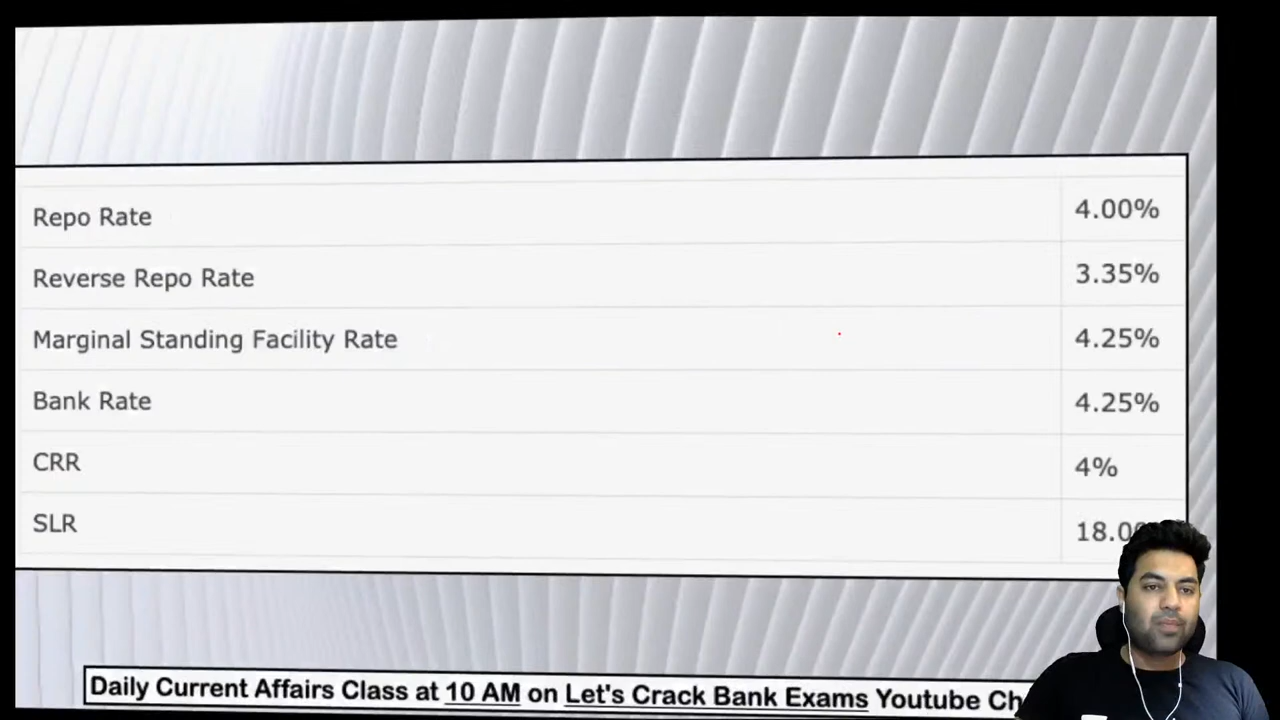 Repo Rate 4.00%
Reverse Repo Rate 3.35%
Marginal Standing Facility Rate 4.25%
Bank Rate 4.25%
CRR 4%
SLR
Daily Current Affairs Class at 10 AM on Let's Crack Bank Exams Youtube